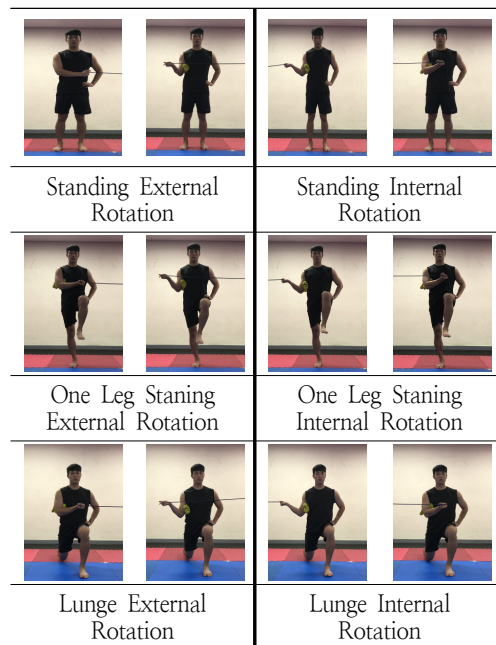 Standing External
Rotation
Standing Internal
Rotation
One Leg Staning
External Rotation
One Leg Staning
Internal Rotation
Lunge External
Rotation
Lunge Internal
Rotation